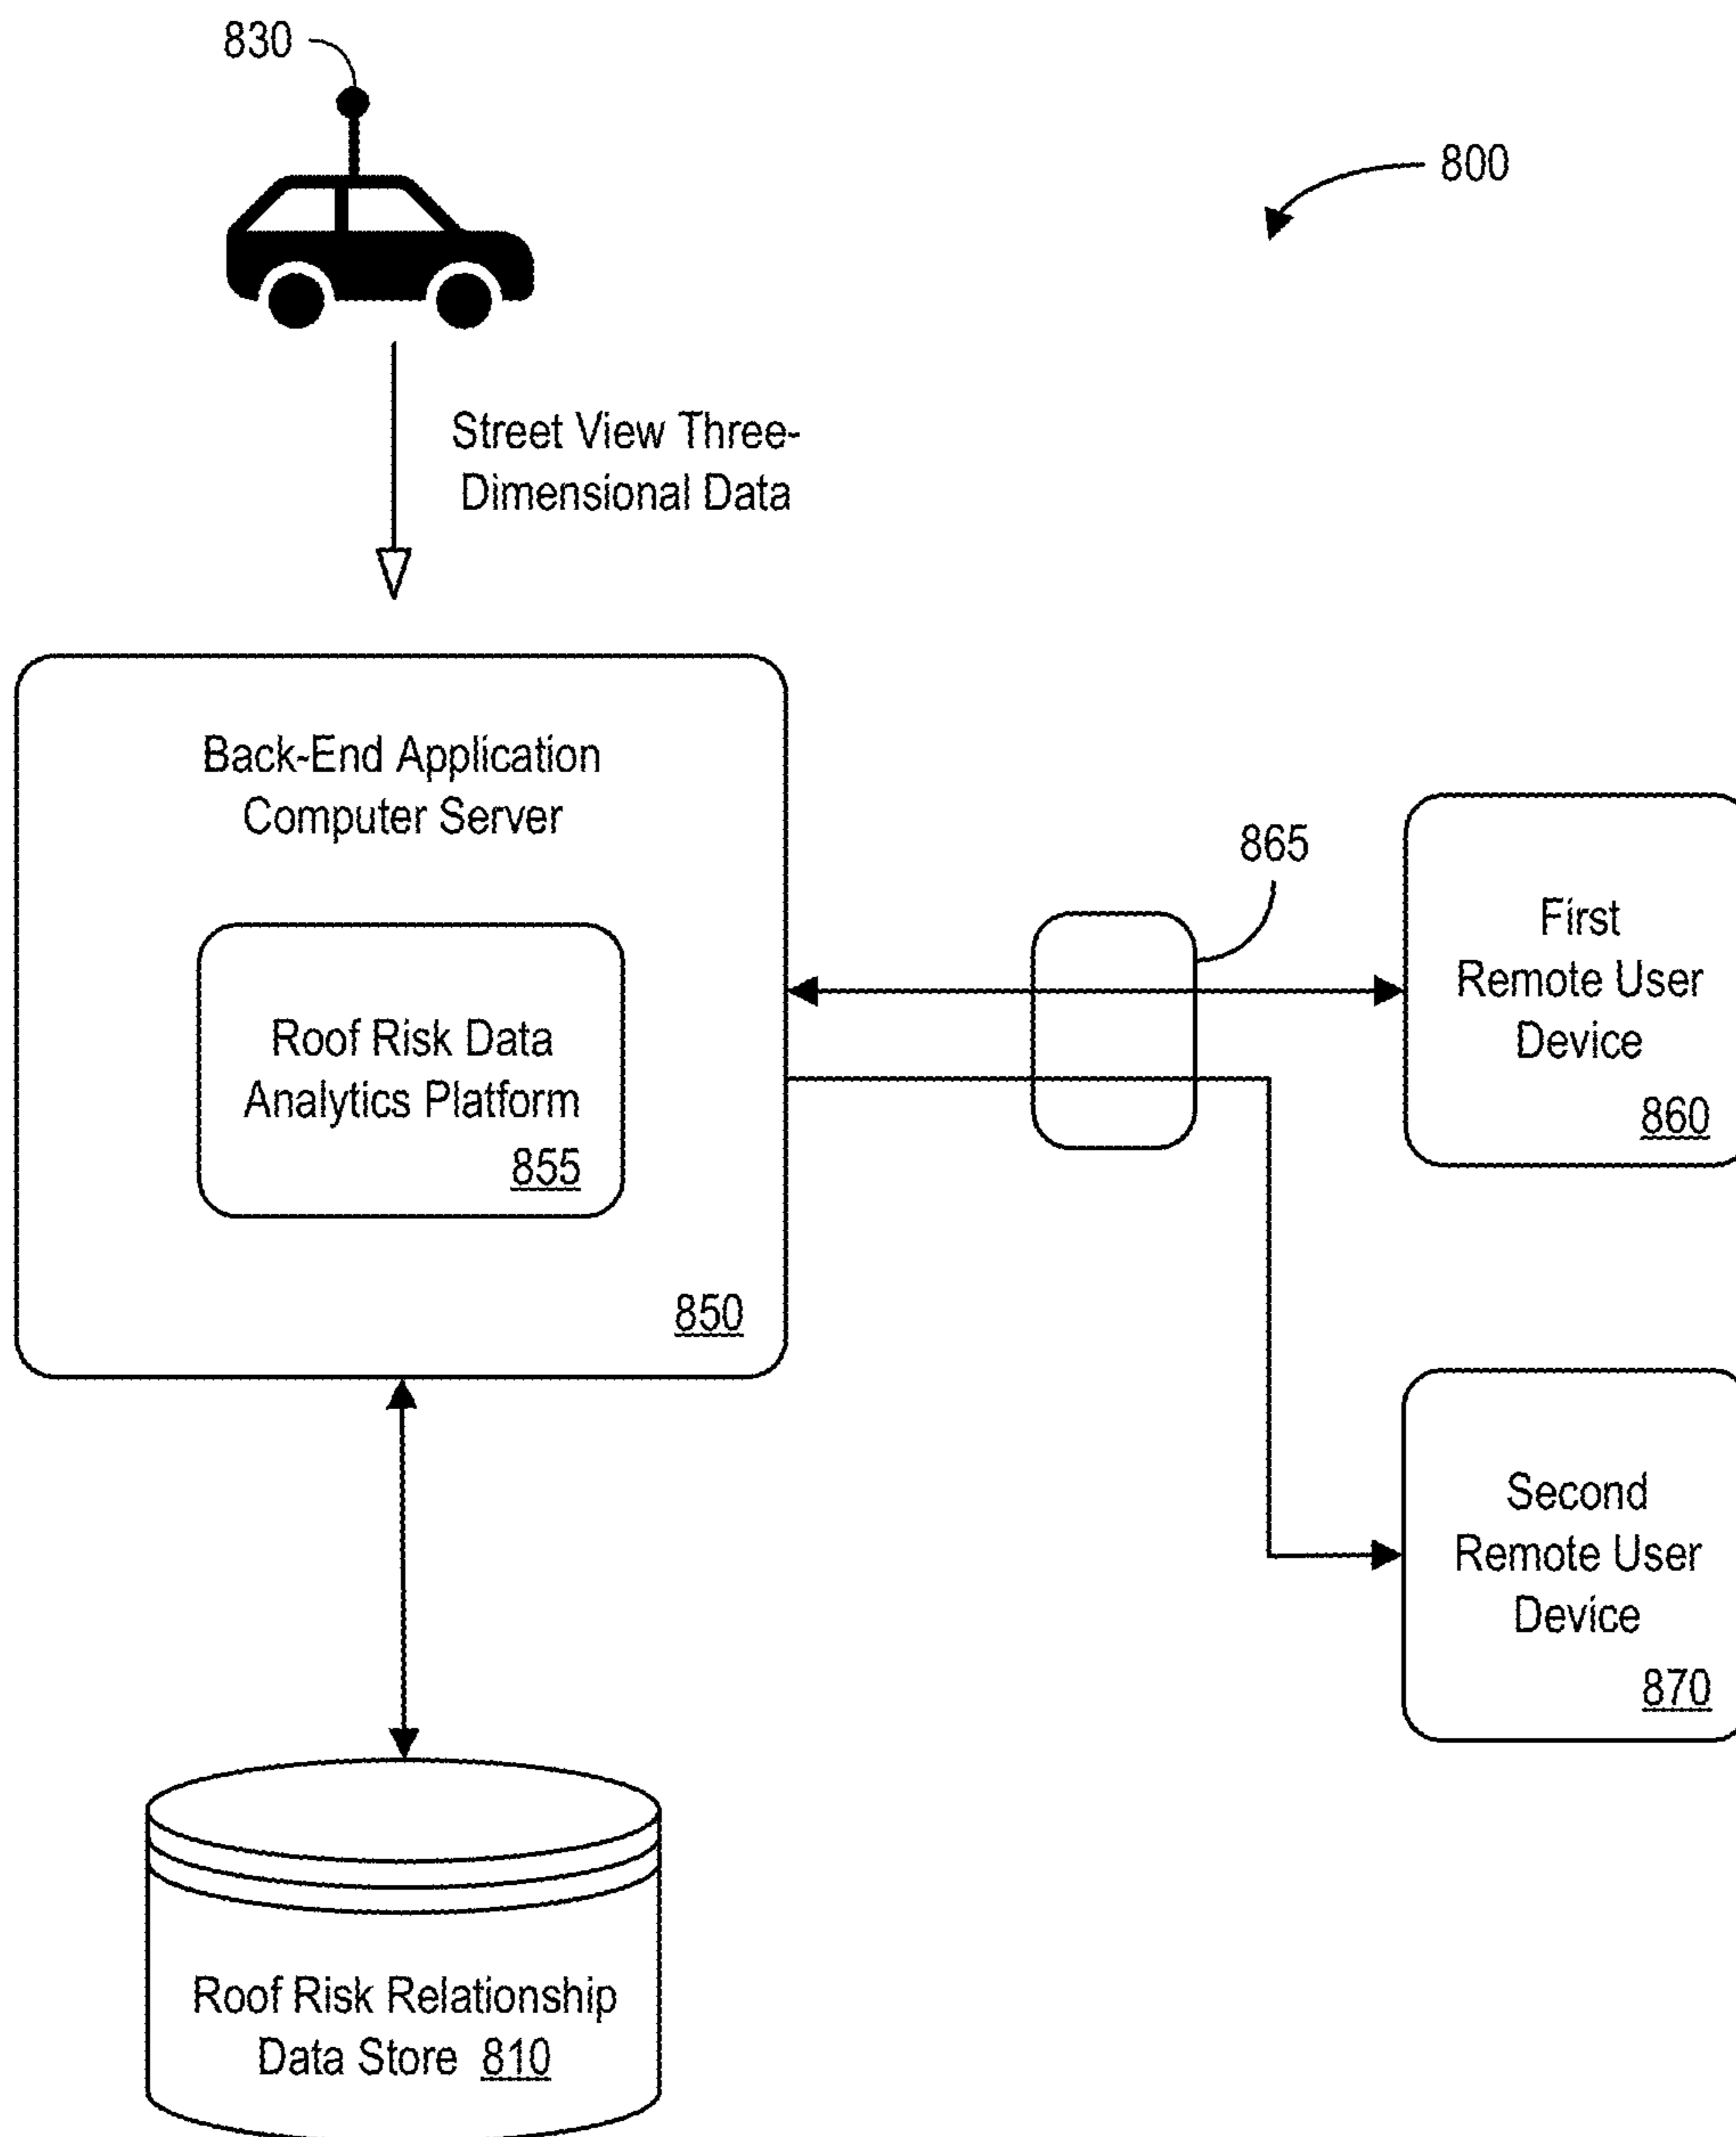 830
800
Street View Three-
Dimensional Data
Back-End Application
Computer Server
Roof Risk Data
Analytics Platform
855
850
865
First
Remote User
Device
860
Second
Remote User
Device
870
Roof Risk Relationship
Data Store 810